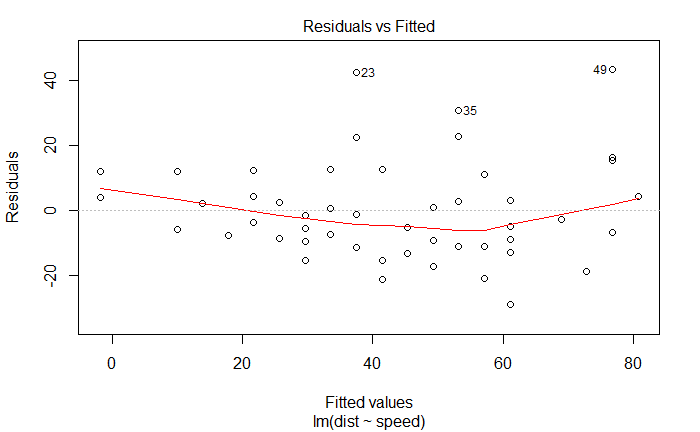 Residuals vs Fitted
Residuals
40
20
0
-20
23
35
49
0 20 40 60 80
Fitted values
lm(dist ~ speed)